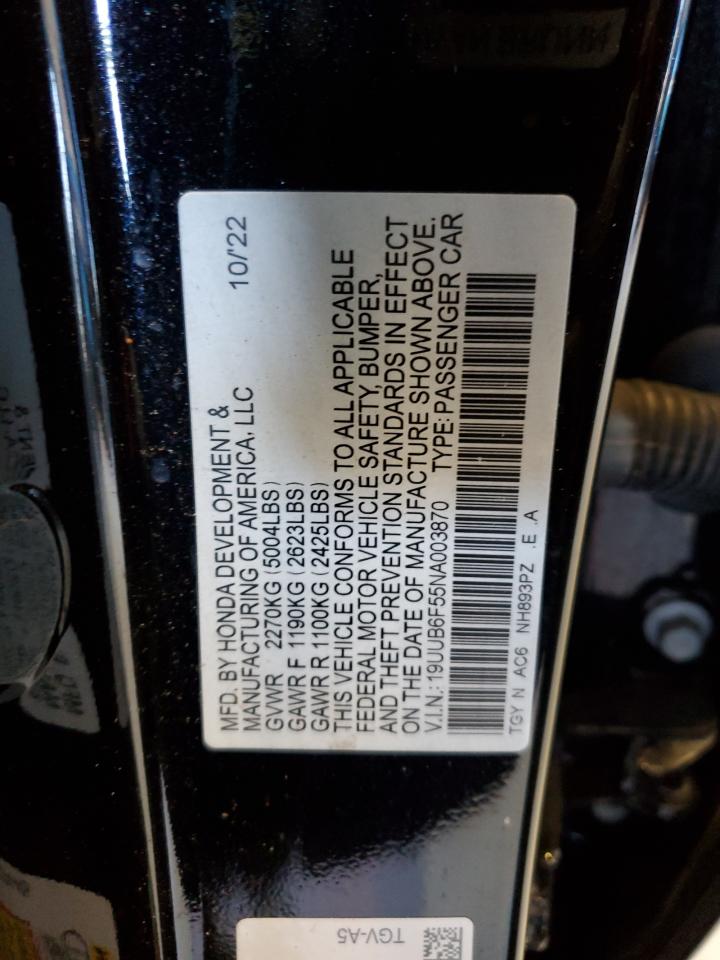 MFD. BY HONDA DEVELOPMENT & 10/'22
MANUFACTURING OF AMERICA, LLC
GVWR 2270KG (5004LBS)
GAWR F 1190KG (2623LBS)
GAWR R 1100KG (2425LBS)
THIS VEHICLE CONFORMS TO ALL APPLICABLE
FEDERAL MOTOR VEHICLE SAFETY, BUMPER,
AND THEFT PREVENTION STANDARDS IN EFFECT
ON THE DATE OF MANUFACTURE SHOWN ABOVE.
V.I.N.: 19UUB6F55NA003870 TYPE: PASSENGER CAR
TGY N AC6 NH893PZ .E .A
TGV-A5